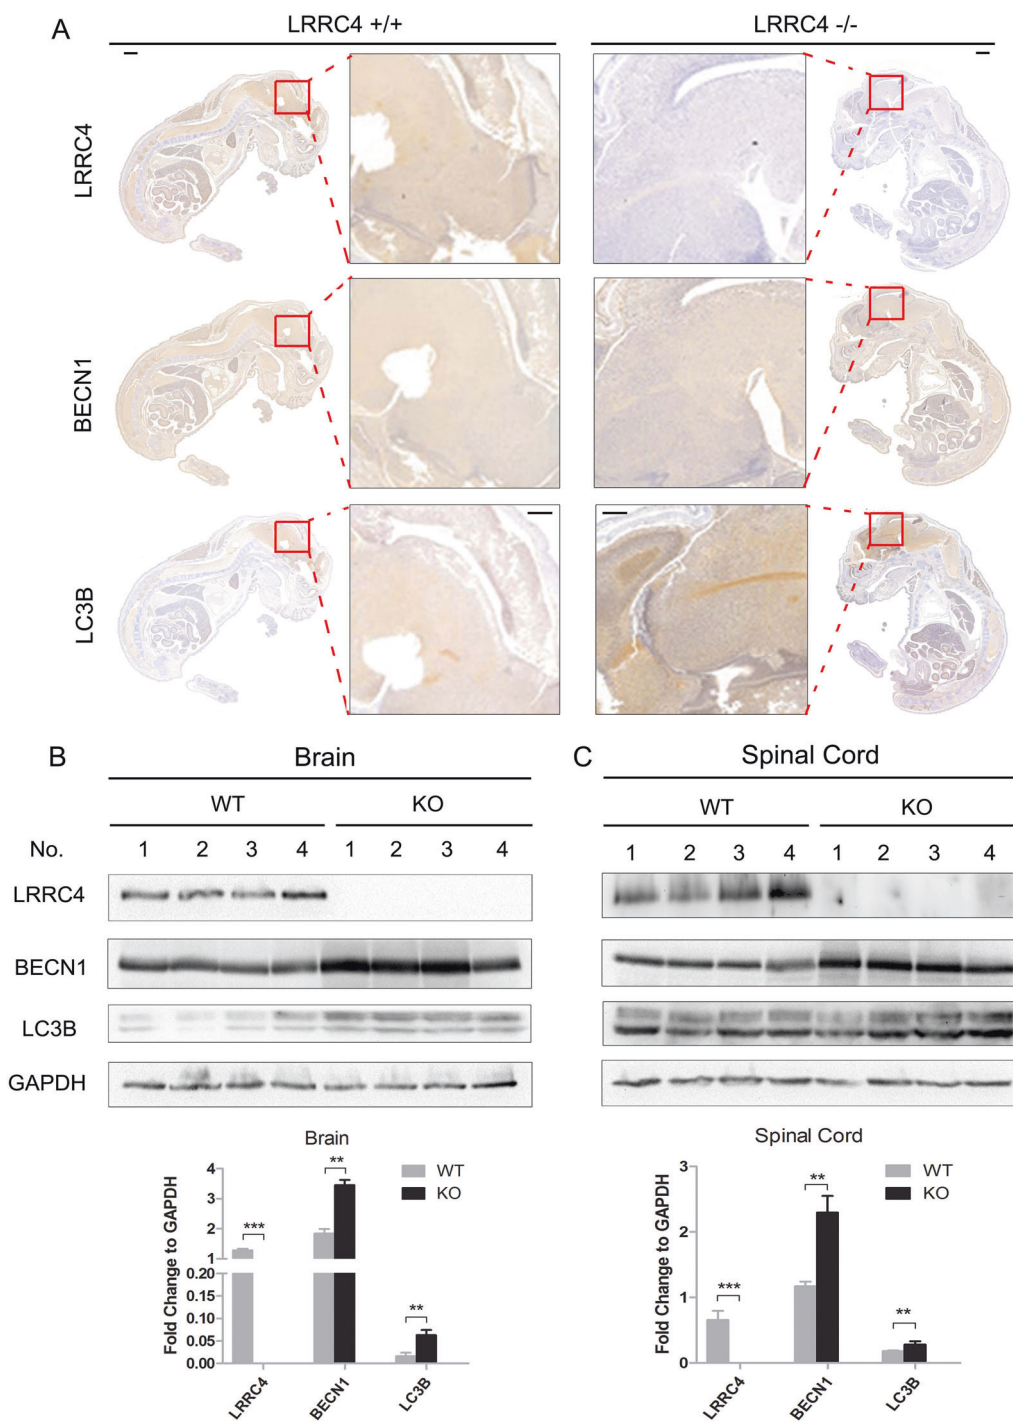 A
LRRC4 +/+
LRRC4 -/-
LRRC4
BECN1
LC3B
B
Brain
WT
KO
No.
1 2 3 4 1 2 3 4
LRRC4
BECN1
LC3B
GAPDH
C
Spinal Cord
WT
KO
1 2 3 4 1 2 3 4
Brain
Fold Change to GAPDH
4
3
2
1
0.20
0.15
0.10
0.05
0.00
***
**
**
WT
KO
LRRC4
BECN1
LC3B
Spinal Cord
Fold Change to GAPDH
3
2
1
0
***
**
**
WT
KO
LRRC4
BECN1
LC3B